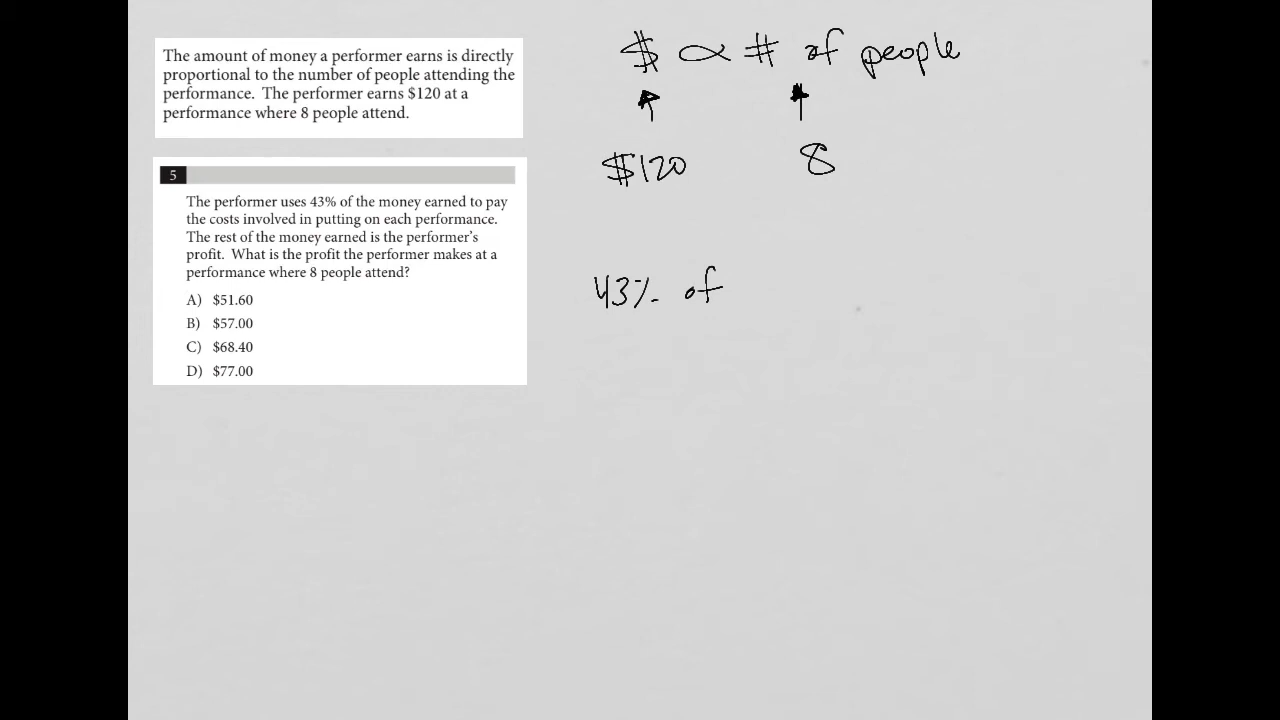 The amount of money a performer earns is directly
proportional to the number of people attending the
performance. The performer earns $120 at a
performance where 8 people attend.
5
The performer uses 43% of the money earned to pay
the costs involved in putting on each performance.
The rest of the money earned is the performer's
profit. What is the profit the performer makes at a
performance where 8 people attend?
A) $51.60
B) $57.00
C) $68.40
D) $77.00
$ ∝ # of people
$120 8
43% of